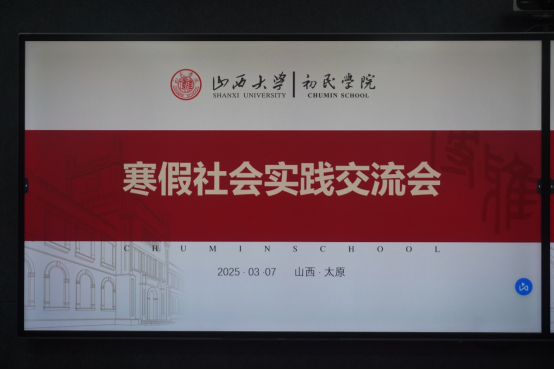 山西大学 初民学院
SHANXI UNIVERSITY CHUMIN SCHOOL
寒假社会实践交流会
CHUMINSCHOOL
2025·03·07 山西·太原